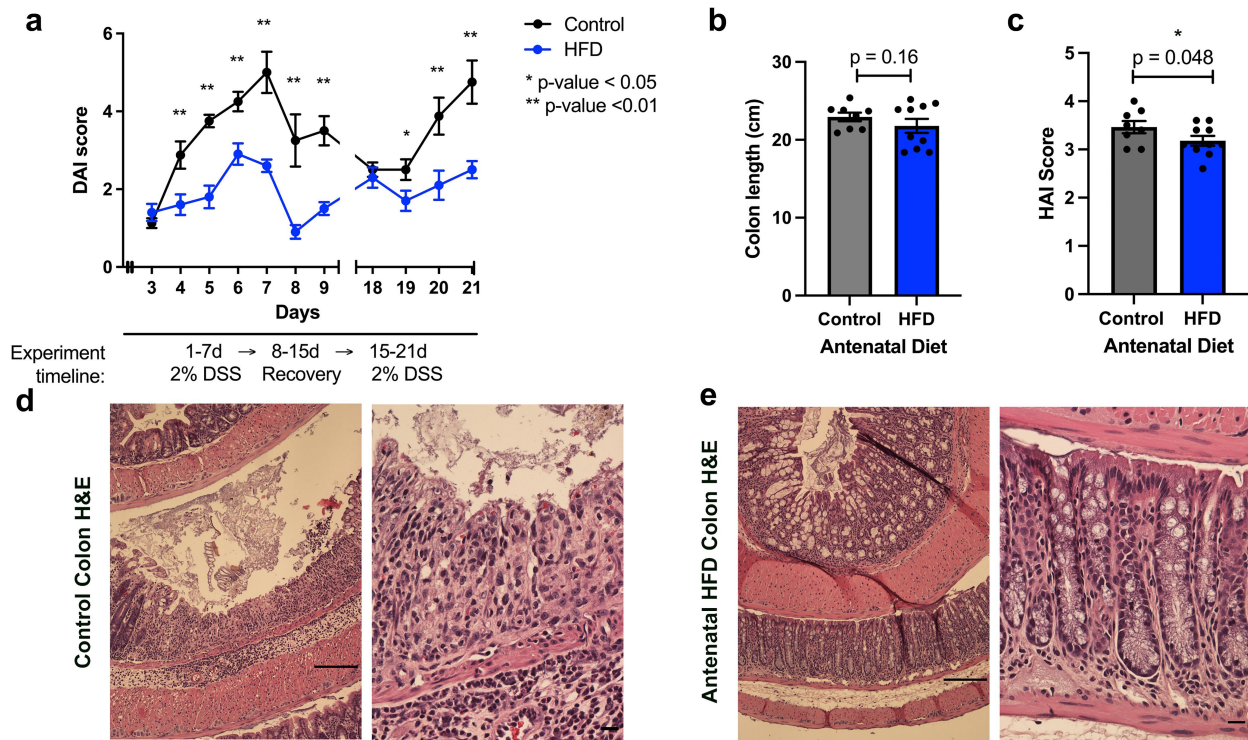 a
Control
HFD
* p-value < 0.05
** p-value <0.01
DAI score
6
4
2
0
**
**
**
**
**
**
*
**
**
3 4 5 6 7 8 9 18 19 20 21
Days
Experiment timeline:
1-7d → 8-15d → 15-21d
2% DSS Recovery 2% DSS
b
p = 0.16
Colon length (cm)
30
20
10
0
Control HFD
Antenatal Diet
c
*
p = 0.048
HAI Score
5
4
3
2
1
0
Control HFD
Antenatal Diet
d
Control Colon H&E
e
Antenatal HFD Colon H&E